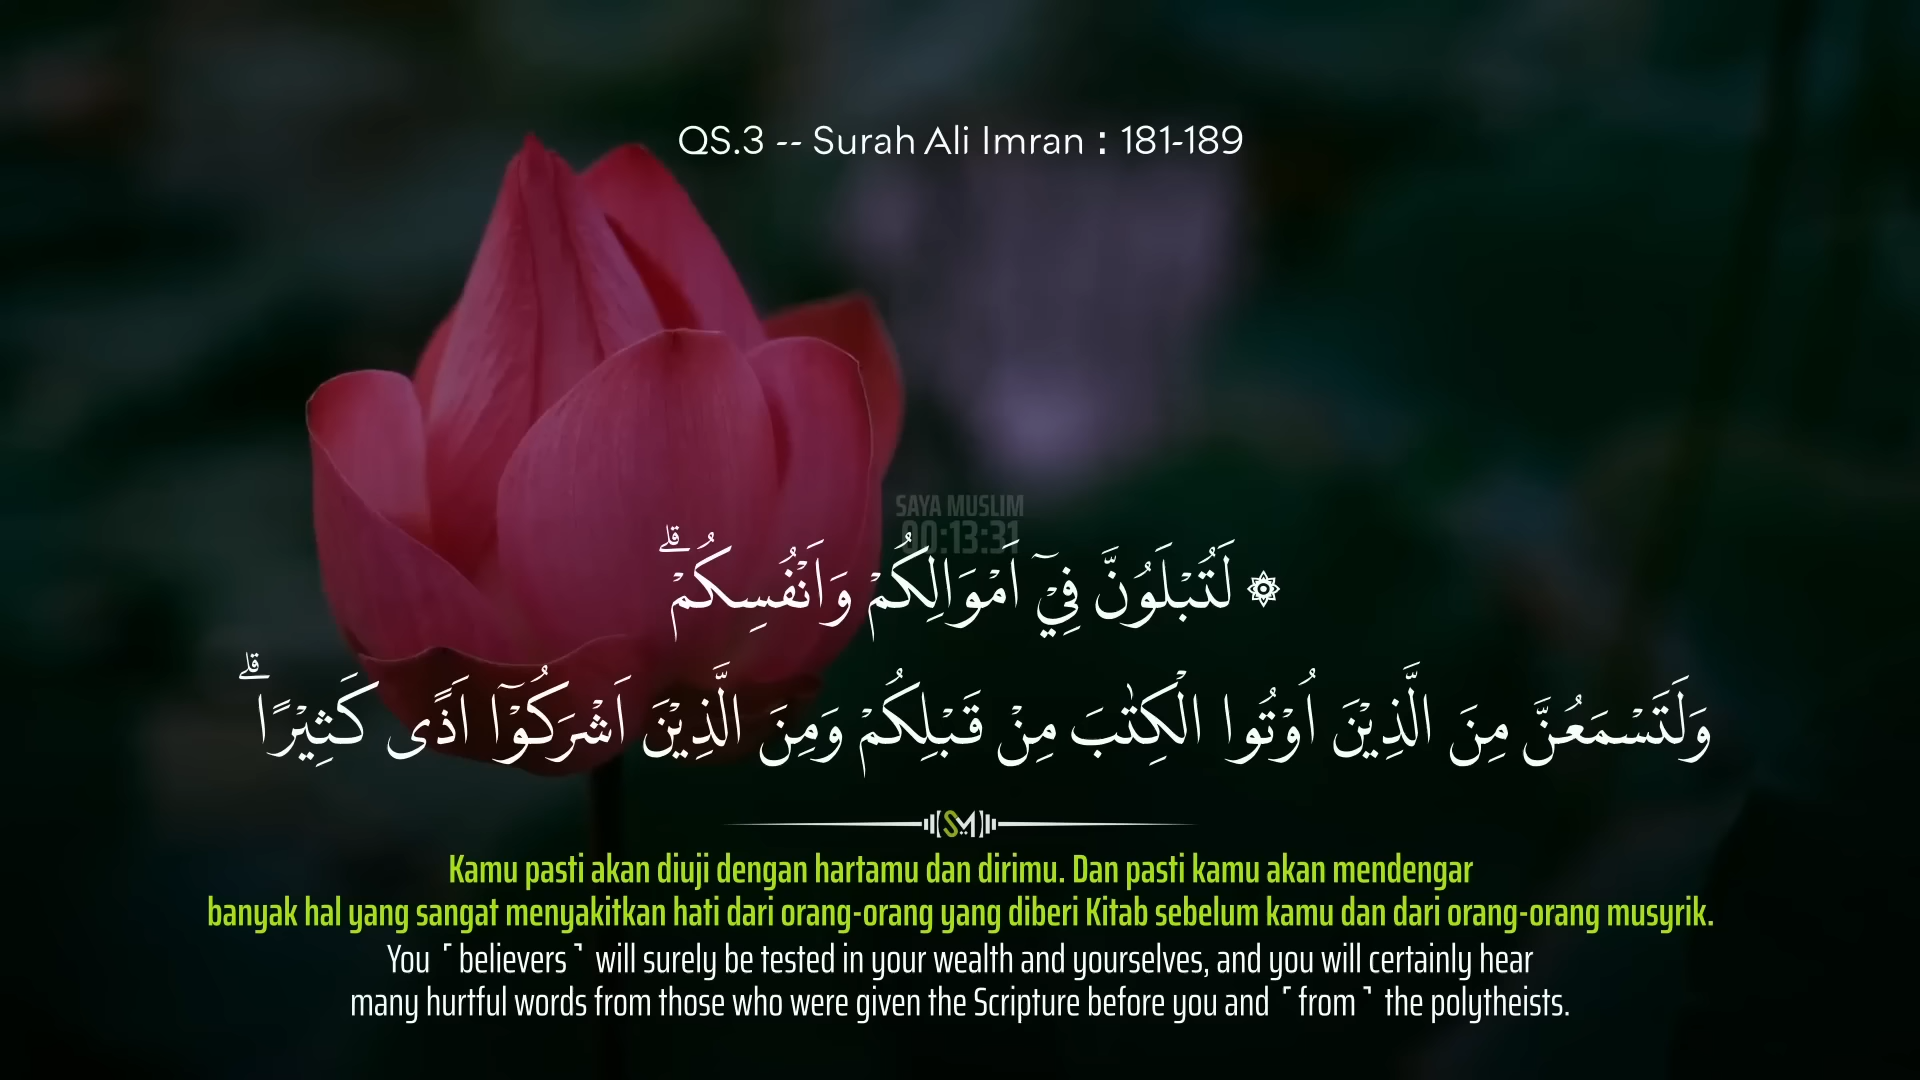 QS.3 -- Surah Ali Imran : 181-189
SAYA MUSLIM
00:13:31
۞ لَتُبْلَوُنَّ فِيْٓ اَمْوَالِكُمْ وَاَنْفُسِكُمْۗ
وَلَتَسْمَعُنَّ مِنَ الَّذِيْنَ اُوْتُوا الْكِتٰبَ مِنْ قَبْلِكُمْ وَمِنَ الَّذِيْنَ اَشْرَكُوْٓا اَذًى كَثِيْرًاۗ
SM
Kamu pasti akan diuji dengan hartamu dan dirimu. Dan pasti kamu akan mendengar
banyak hal yang sangat menyakitkan hati dari orang-orang yang diberi Kitab sebelum kamu dan dari orang-orang musyrik.
You ˹believers˺ will surely be tested in your wealth and yourselves, and you will certainly hear
many hurtful words from those who were given the Scripture before you and ˹from˺ the polytheists.